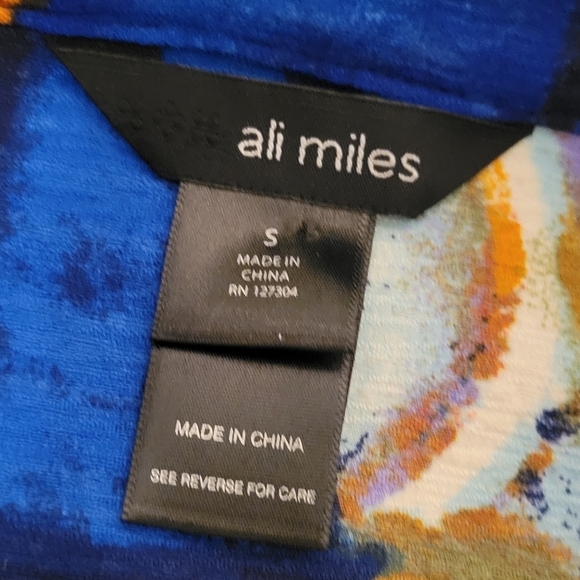 ali miles
S
MADE IN
CHINA
RN 127304
MADE IN CHINA
SEE REVERSE FOR CARE